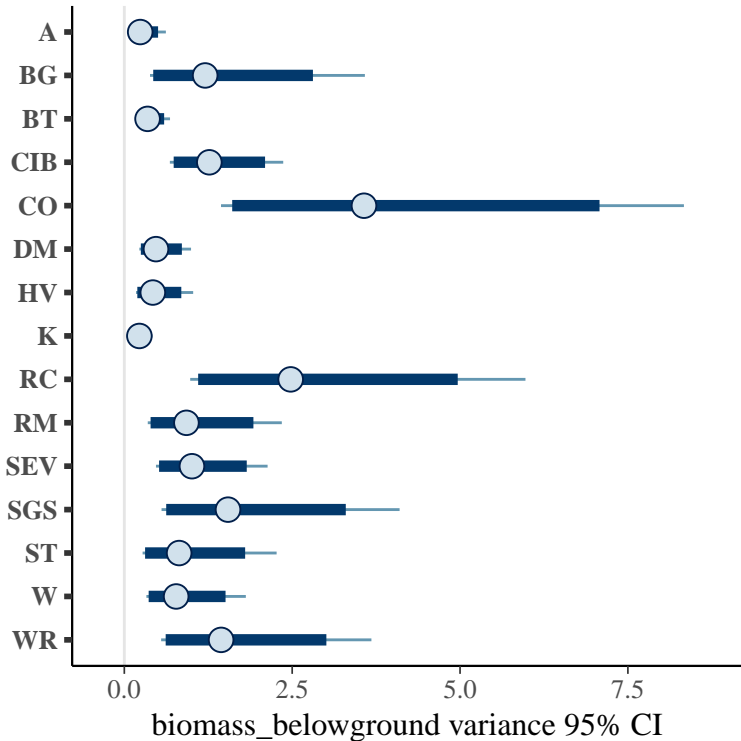 A
BG
BT
CIB
CO
DM
HV
K
RC
RM
SEV
SGS
ST
W
WR
0.0 2.5 5.0 7.5
biomass_belowground variance 95% CI